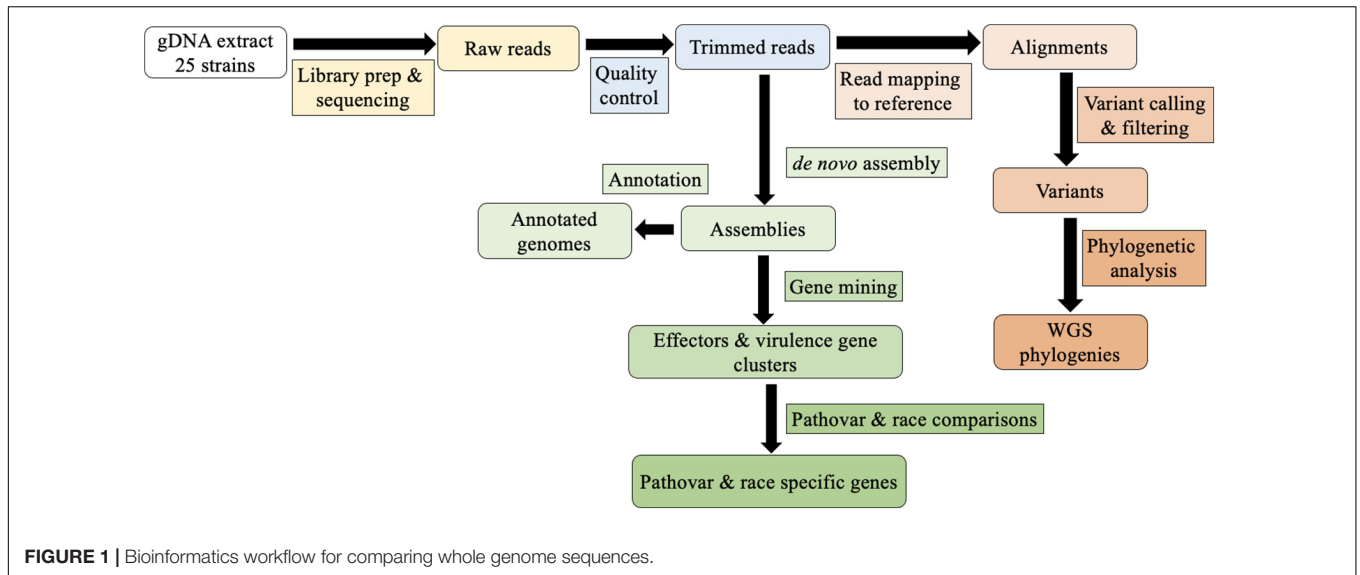 gDNA extract
25 strains
Library prep &
sequencing
Raw reads
Quality
control
Trimmed reads
Read mapping
to reference
Alignments
Variant calling
& filtering
Variants
Phylogenetic
analysis
WGS
phylogenies
de novo assembly
Annotation
Annotated
genomes
Assemblies
Gene mining
Effectors & virulence gene
clusters
Pathovar & race comparisons
Pathovar & race specific genes
FIGURE 1 | Bioinformatics workflow for comparing whole genome sequences.